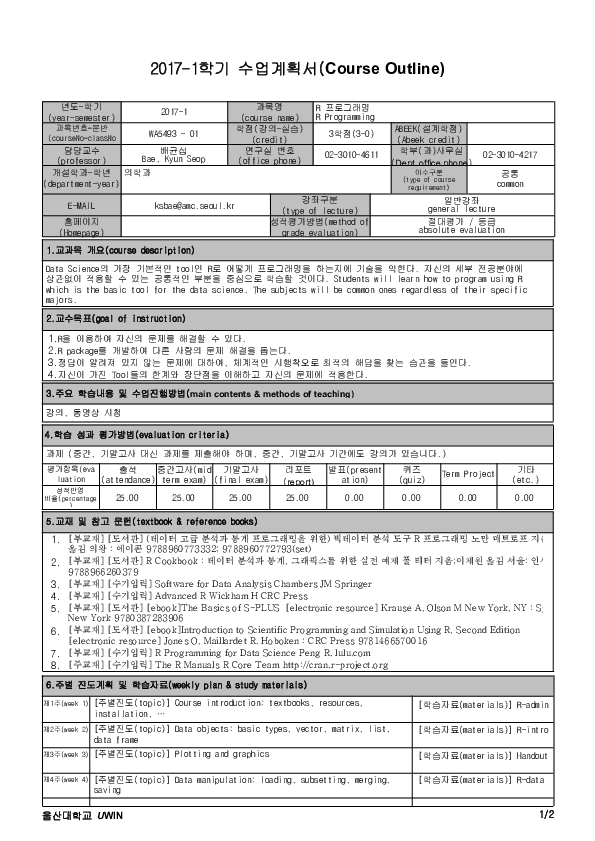 2017-1학기 수업계획서(Course Outline)
년도-학기 (year-semester) 2017-1 과목명 (course name) R 프로그래밍 R Programming
과목번호-분반 (courseNo-classNo WA5493 - 01 학점(강의-실습) (credit) 3학점(3-0) ABEEK(설계학점) (Abeek credit)
담당교수 (professor) 배균섭 Bae, Kyun Seop 연구실 번호 (office phone) 02-3010-4611 학부(과)사무실 (Dept office phone) 02-3010-4217
개설학과-학년 (department-year) 의학과 이수구분 (type of course requirement) 공통 common
E-MAIL ksbae@amc.seoul.kr 강좌구분 (type of lecture) 일반강좌 general lecture
홈페이지 (Homepage) 성적평가방법(method of grade evaluation) 절대평가 / 등급 absolute evaluation
1.교과목 개요(course description)
Data Science의 가장 기본적인 tool인 R로 어떻게 프로그래밍을 하는지에 기술을 익힌다. 자신의 세부 전공분야에
상관없이 적용할 수 있는 공통적인 부분을 중심으로 학습할 것이다. Students will learn how to program using R
which is the basic tool for the data science. The subjects will be common ones regardless of their specific
majors.
2.교수목표(goal of instruction)
1.R을 이용하여 자신의 문제를 해결할 수 있다.
2.R package를 개발하여 다른 사람의 문제 해결을 돕는다.
3.정답이 알려져 있지 않는 문제에 대하여, 체계적인 시행착오로 최적의 해답을 찾는 습관을 들인다.
4.자신이 가진 Tool들의 한계와 장단점을 이해하고 자신의 문제에 적용한다.
3.주요 학습내용 및 수업진행방법(main contents & methods of teaching)
강의, 동영상 시청
4.학습 성과 평가방법(evaluation criteria)
과제 (중간, 기말고사 대신 과제를 제출해야 하며, 중간, 기말고사 기간에도 강의가 있습니다.)
평가항목(eva luation 출석 (attendance) 중간고사(mid term exam) 기말고사 (final exam) 리포트 (report) 발표(present ation) 퀴즈 (quiz) Term Project 기타 (etc.)
성적반영 비율(percentage ) 25.00 25.00 25.00 25.00 0.00 0.00 0.00 0.00
5.교재 및 참고 문헌(textbook & reference books)
1. [부교재] [도서관] (데이터 고급 분석과 통계 프로그래밍을 위한) 빅데이터 분석 도구 R 프로그래밍 노만 매트로프 지
옮김 의왕 : 에이콘 9788960773332; 9788960772793(set)
2. [부교재] [도서관] R Cookbook : 데이터 분석과 통계, 그래픽스를 위한 실전 예제 폴 티터 지음;이제원 옮김 서울: 인
9788966260379
3. [부교재] [수기입력] Software for Data Analysis Chambers JM Springer
4. [부교재] [수기입력] Advanced R Wickham H CRC Press
5. [부교재] [도서관] [ebook]The Basics of S-PLUS [electronic resource] Krause A, Olson M New York, NY : S
New York 9780387283906
6. [부교재] [도서관] [ebook]Introduction to Scientific Programming and Simulation Using R, Second Edition
[electronic resource] Jones O, Maillardet R. Hoboken : CRC Press 9781466570016
7. [부교재] [수기입력] R Programming for Data Science Peng R, lulu.com
8. [주교재] [수기입력] The R Manuals R Core Team http://cran.r-project.org
6.주별 진도계획 및 학습자료(weekly plan & study materials)
제1주(week 1) [주별진도(topic)] Course introduction: textbooks, resources, installation, … [학습자료(materials)] R-admin
제2주(week 2) [주별진도(topic)] Data objects: basic types, vector, matrix, list, data frame [학습자료(materials)] R-intro
제3주(week 3) [주별진도(topic)] Plotting and graphics [학습자료(materials)] Handout
제4주(week 4) [주별진도(topic)] Data manipulation: loading, subsetting, merging, saving [학습자료(materials)] R-data
울산대학교 UWIN 1/2